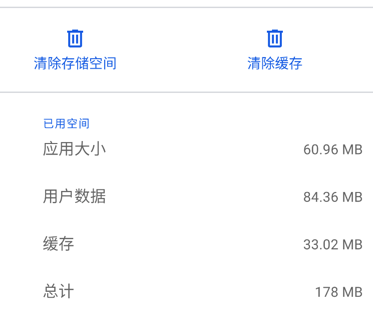 清除存储空间
清除缓存
已用空间
应用大小 60.96 MB
用户数据 84.36 MB
缓存 33.02 MB
总计 178 MB